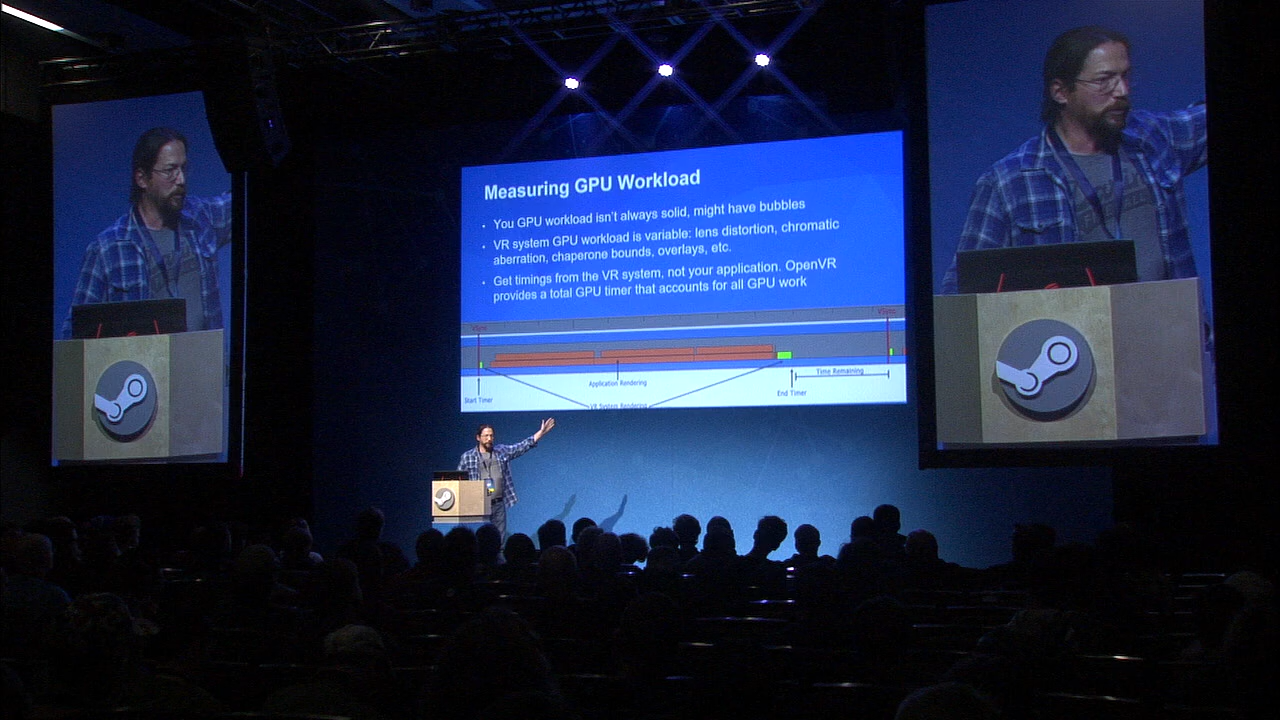 Measuring GPU Workload
• You GPU workload isn't always solid, might have bubbles
• VR system GPU workload is variable: lens distortion, chromatic
aberration, chaperone bounds, overlays, etc.
• Get timings from the VR system, not your application. OpenVR
provides a total GPU timer that accounts for all GPU work
VSync
VSync
Time Remaining
Application Rendering
Start Timer
End Timer
VR System Rendering